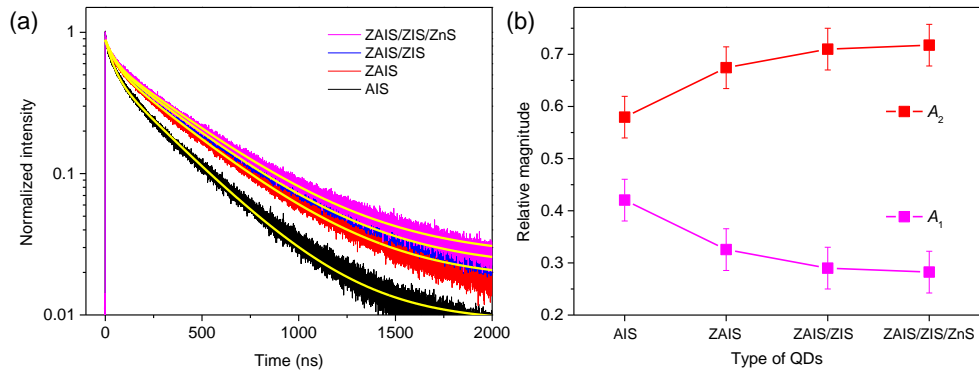 (a)
ZAIS/ZIS/ZnS
ZAIS/ZIS
ZAIS
AIS
Normalized intensity
1
0.1
0.01
0 500 1000 1500 2000
Time (ns)
(b)
Relative magnitude
0.7
0.6
0.5
0.4
0.3
0.2
A₂
A₁
AIS ZAIS ZAIS/ZIS ZAIS/ZIS/ZnS
Type of QDs